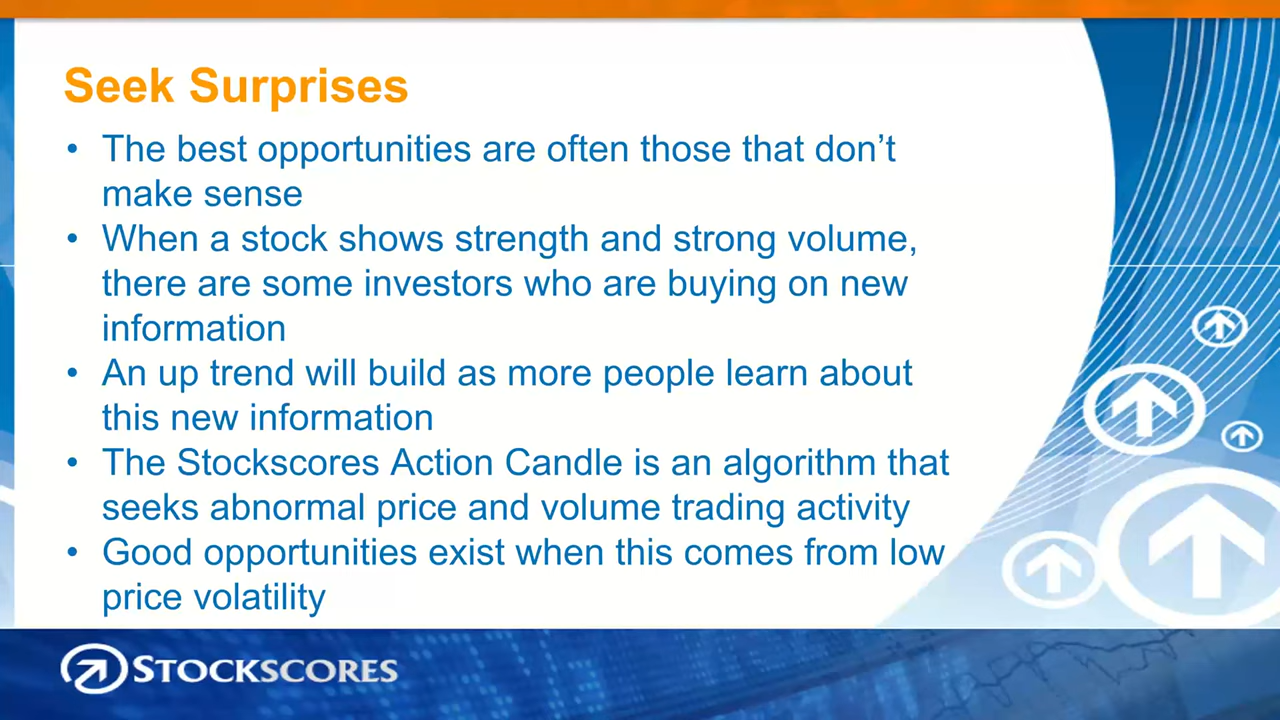 Seek Surprises
• The best opportunities are often those that don’t
make sense
• When a stock shows strength and strong volume,
there are some investors who are buying on new
information
• An up trend will build as more people learn about
this new information
• The Stockscores Action Candle is an algorithm that
seeks abnormal price and volume trading activity
• Good opportunities exist when this comes from low
price volatility
STOCKSCORES